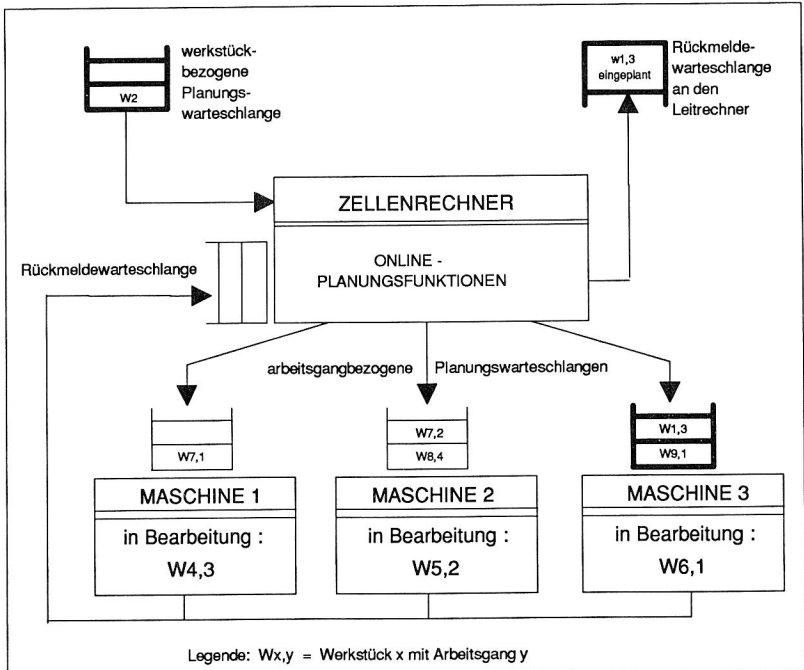 werkstück-
bezogene
Planungs-
warteschlange
W2
w1,3
eingeplant
Rückmelde-
warteschlange
an den
Leitrechner
ZELLENRECHNER
ONLINE -
PLANUNGSFUNKTIONEN
Rückmeldewarteschlange
arbeitsgangbezogene Planungswarteschlangen
W7,1
W7,2
W8,4
W1,3
W9,1
MASCHINE 1
in Bearbeitung :
W4,3
MASCHINE 2
in Bearbeitung :
W5,2
MASCHINE 3
in Bearbeitung :
W6,1
Legende: Wx,y = Werkstück x mit Arbeitsgang y